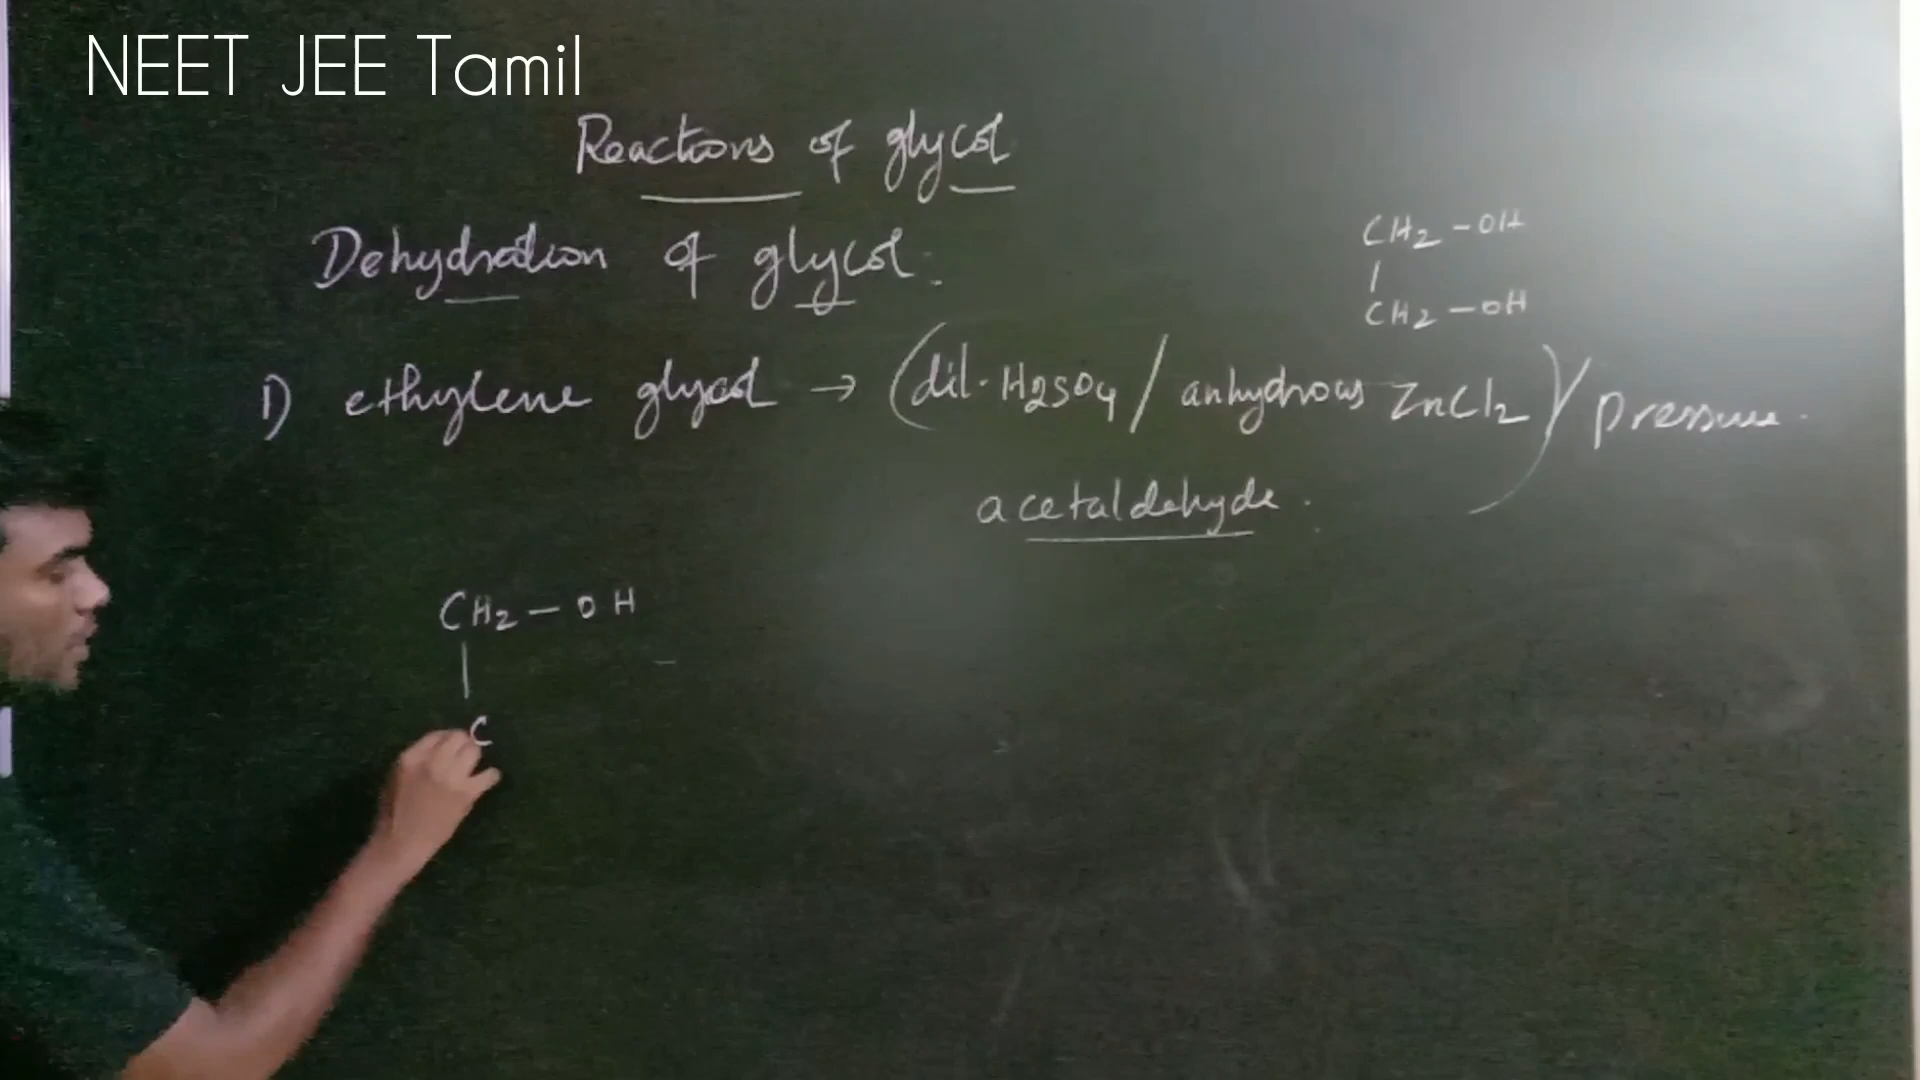 NEET JEE Tamil
Reactions of glycol
Dehydration of glycol:
CH2 - OH
|
CH2 - OH
1) ethylene glycol → (dil. H2SO4 / anhydrous ZnCl2) / pressure.
acetaldehyde.
CH2 - OH
|
C